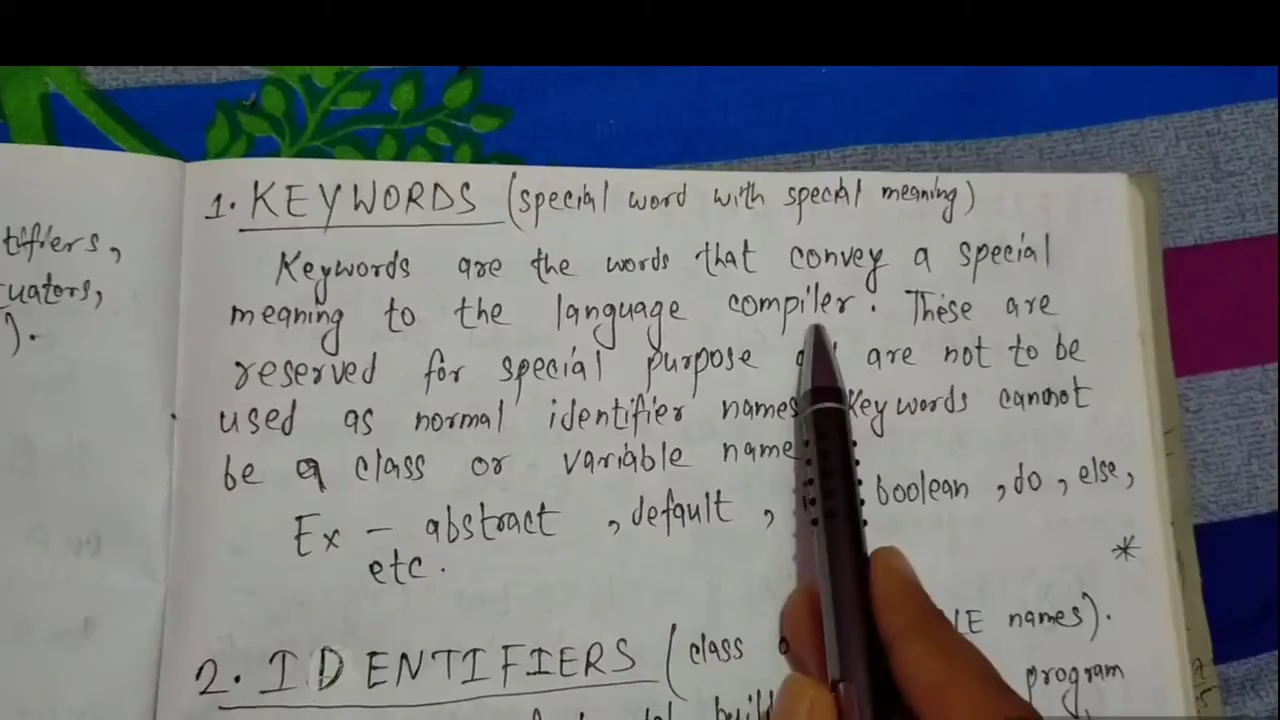 tifiers,
uators,
).
1. KEYWORDS (special word with special meaning)
Keywords are the words that convey a special
meaning to the language compiler. These are
reserved for special purpose are not to be
used as normal identifier names Keywords cannot
be a class or variable name
Ex - abstract , default , boolean , do , else,
etc.
*
2. IDENTIFIERS (class names).
program